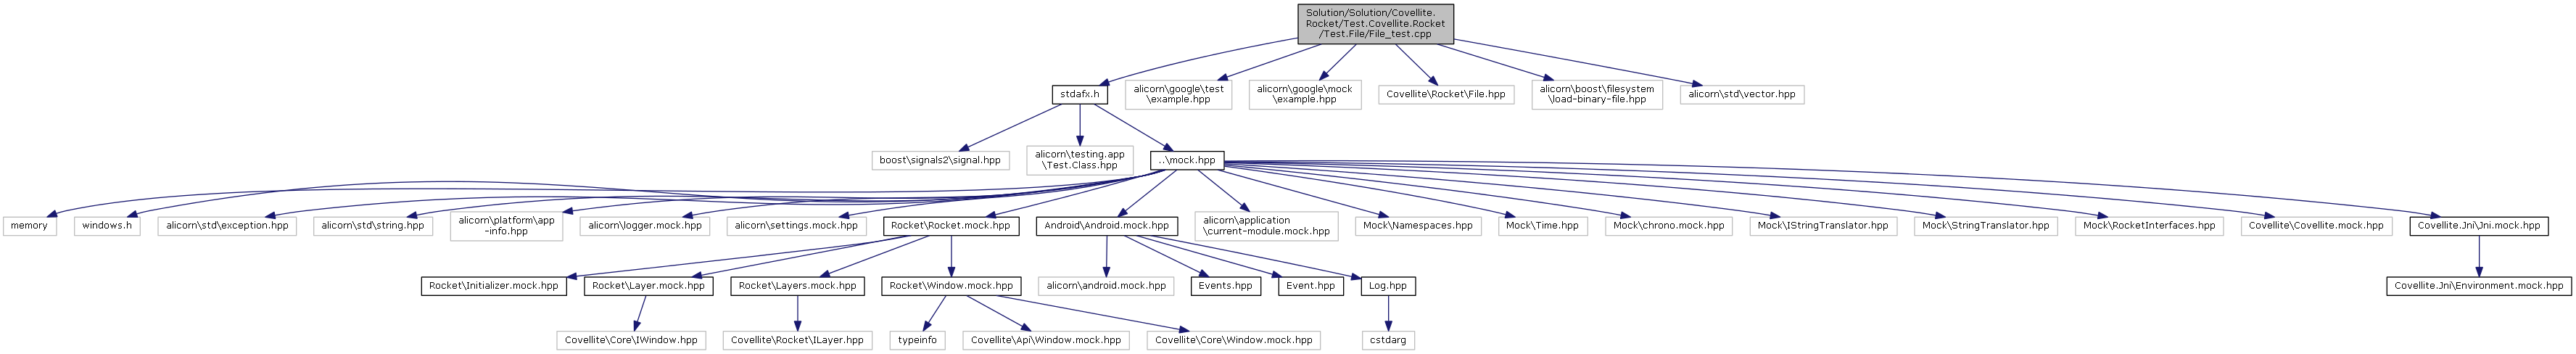 Solution/Solution/Covellite.
Rocket/Test.Covellite.Rocket
/Test.File/File_test.cpp
stdafx.h
alicorn\google\test
\example.hpp
alicorn\google\mock
\example.hpp
Covellite\Rocket\File.hpp
alicorn\boost\filesystem
\load-binary-file.hpp
alicorn\std\vector.hpp
boost\signals2\signal.hpp
alicorn\testing.app
\Test.Class.hpp
..\mock.hpp
memory
windows.h
alicorn\std\exception.hpp
alicorn\std\string.hpp
alicorn\platform\app
-info.hpp
alicorn\logger.mock.hpp
alicorn\settings.mock.hpp
Rocket\Rocket.mock.hpp
Android\Android.mock.hpp
alicorn\application
\current-module.mock.hpp
Mock\Namespaces.hpp
Mock\Time.hpp
Mock\chrono.mock.hpp
Mock\IStringTranslator.hpp
Mock\StringTranslator.hpp
Mock\RocketInterfaces.hpp
Covellite\Covellite.mock.hpp
Covellite.Jni\Jni.mock.hpp
Rocket\Initializer.mock.hpp
Rocket\Layer.mock.hpp
Rocket\Layers.mock.hpp
Rocket\Window.mock.hpp
alicorn\android.mock.hpp
Events.hpp
Event.hpp
Log.hpp
Covellite.Jni\Environment.mock.hpp
Covellite\Core\IWindow.hpp
Covellite\Rocket\ILayer.hpp
typeinfo
Covellite\Api\Window.mock.hpp
Covellite\Core\Window.mock.hpp
cstdarg